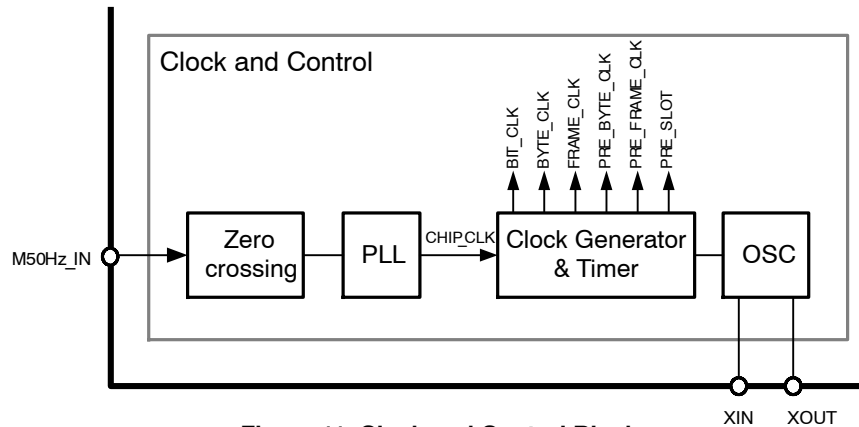 Clock and Control
BIT_CLK
BYTE_CLK
FRAME_CLK
PRE_BYTE_CLK
PRE_FRAME_CLK
PRE_SLOT
M50Hz_IN
Zero
crossing
PLL
CHIP_CLK
Clock Generator
& Timer
OSC
XIN
XOUT